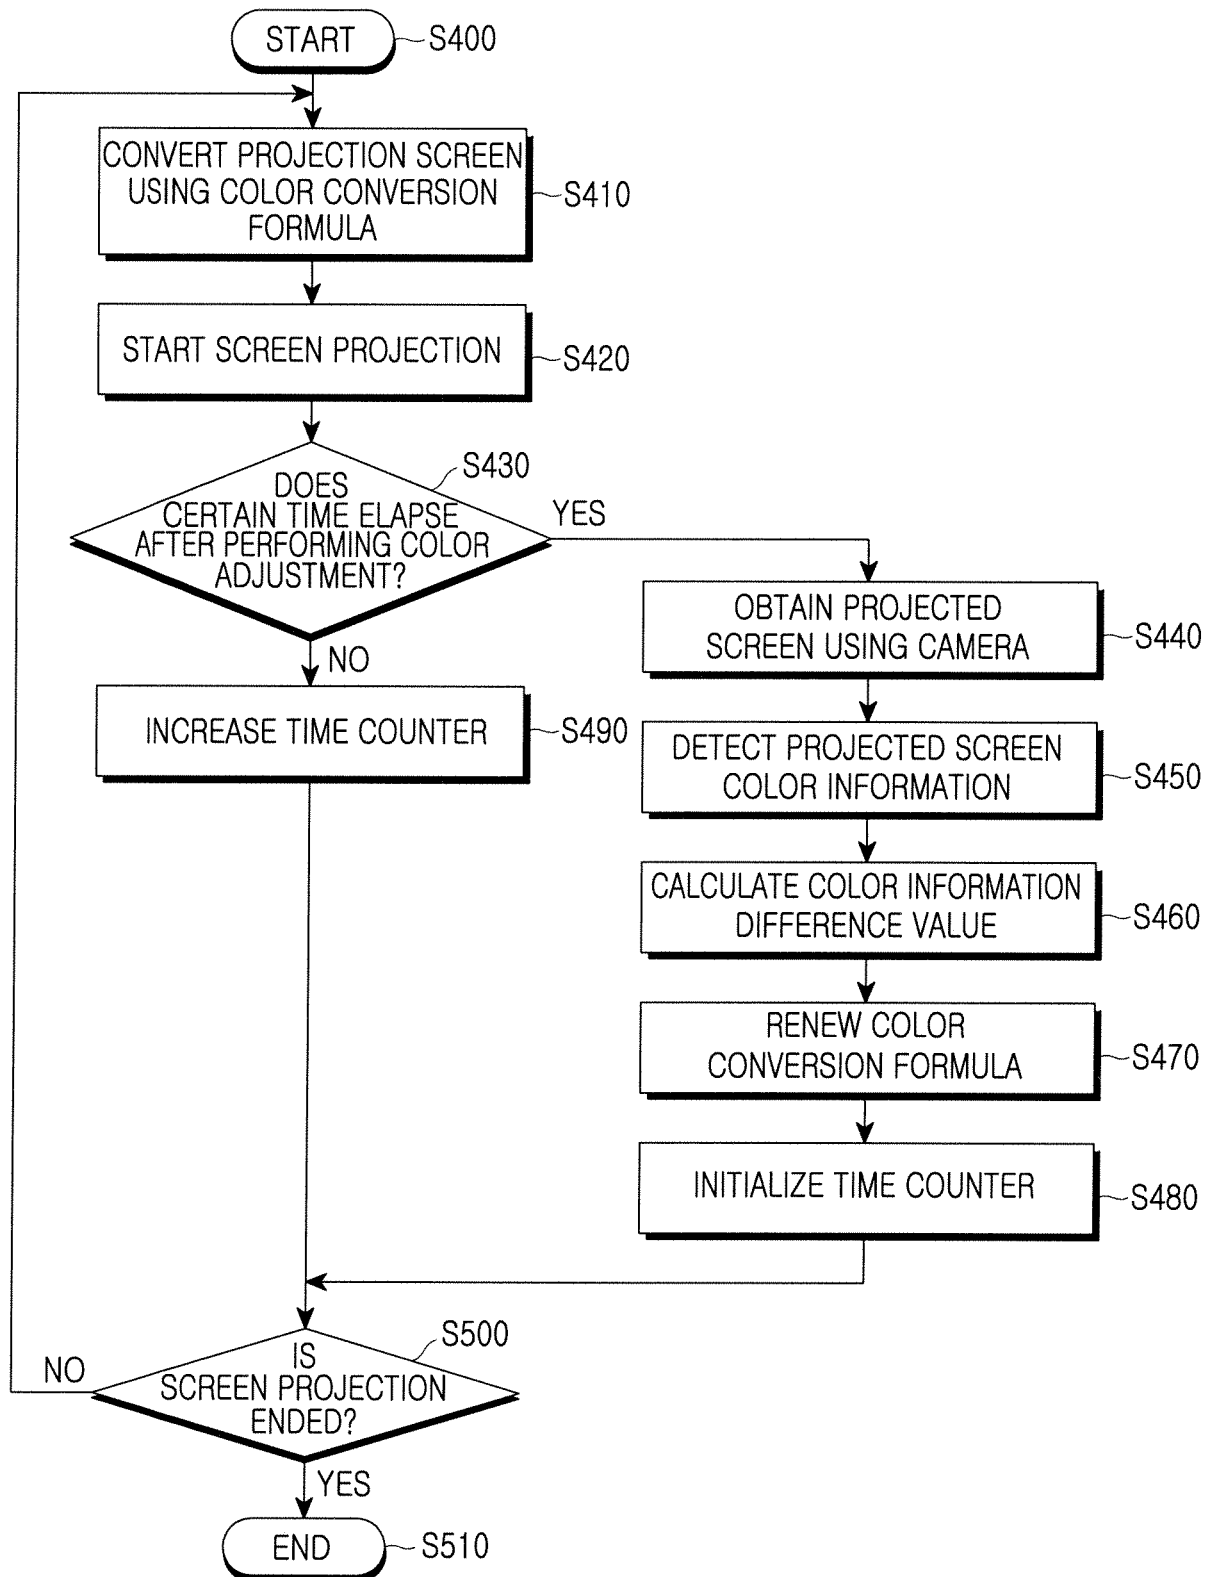 START
S400
CONVERT PROJECTION SCREEN
USING COLOR CONVERSION
FORMULA
S410
START SCREEN PROJECTION
S420
DOES
CERTAIN TIME ELAPSE
AFTER PERFORMING COLOR
ADJUSTMENT?
S430
YES
NO
OBTAIN PROJECTED
SCREEN USING CAMERA
S440
INCREASE TIME COUNTER
S490
DETECT PROJECTED SCREEN
COLOR INFORMATION
S450
CALCULATE COLOR INFORMATION
DIFFERENCE VALUE
S460
RENEW COLOR
CONVERSION FORMULA
S470
INITIALIZE TIME COUNTER
S480
IS
SCREEN PROJECTION
ENDED?
S500
NO
YES
END
S510